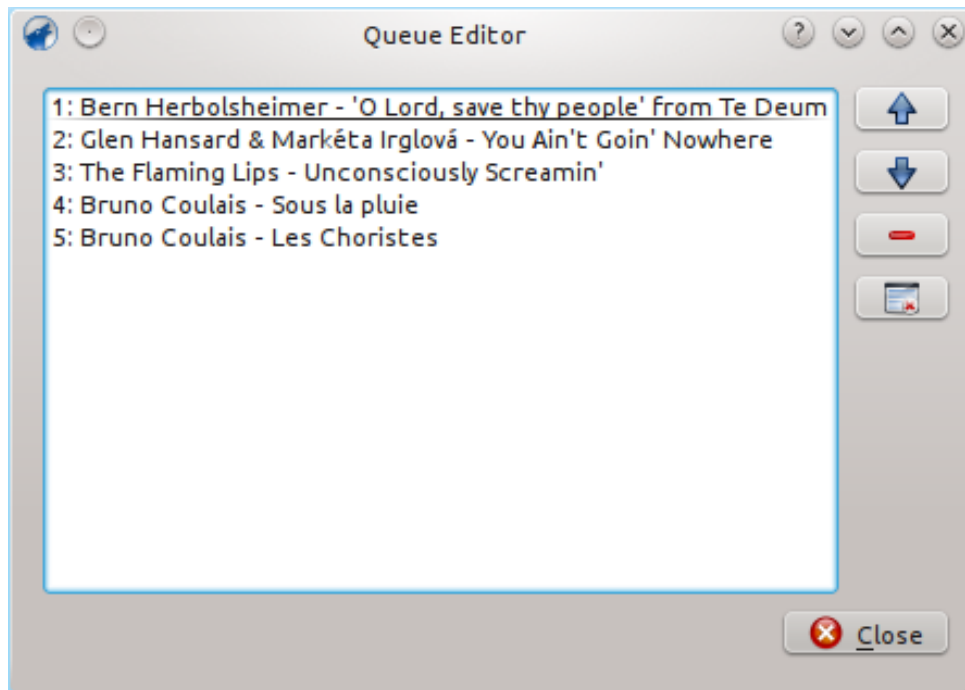 Queue Editor
1: Bern Herbolsheimer - 'O Lord, save thy people' from Te Deum
2: Glen Hansard & Markéta Irglová - You Ain't Goin' Nowhere
3: The Flaming Lips - Unconsciously Screamin'
4: Bruno Coulais - Sous la pluie
5: Bruno Coulais - Les Choristes
Close